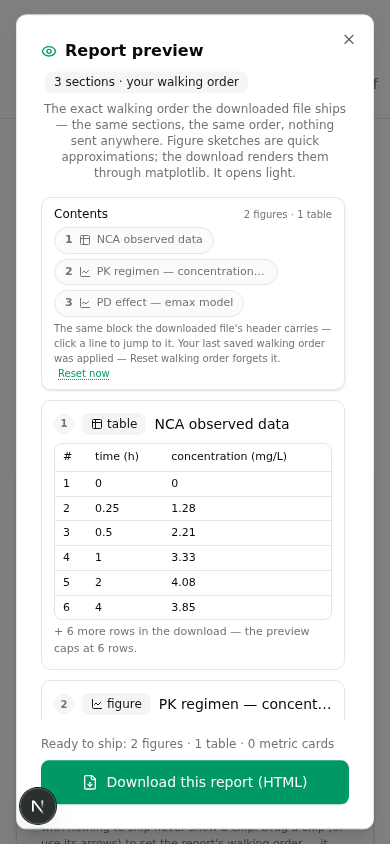 Report preview
3 sections · your walking order
The exact walking order the downloaded file ships
— the same sections, the same order, nothing
sent anywhere. Figure sketches are quick
approximations; the download renders them
through matplotlib. It opens light.
Contents
2 figures · 1 table
1 NCA observed data
2 PK regimen — concentration…
3 PD effect — emax model
The same block the downloaded file's header carries —
click a line to jump to it. Your last saved walking order
was applied — Reset walking order forgets it.
Reset now
1 table NCA observed data
# time (h) concentration (mg/L)
1 0 0
2 0.25 1.28
3 0.5 2.21
4 1 3.33
5 2 4.08
6 4 3.85
+ 6 more rows in the download — the preview
caps at 6 rows.
2 figure PK regimen — concent…
Ready to ship: 2 figures · 1 table · 0 metric cards
Download this report (HTML)
N